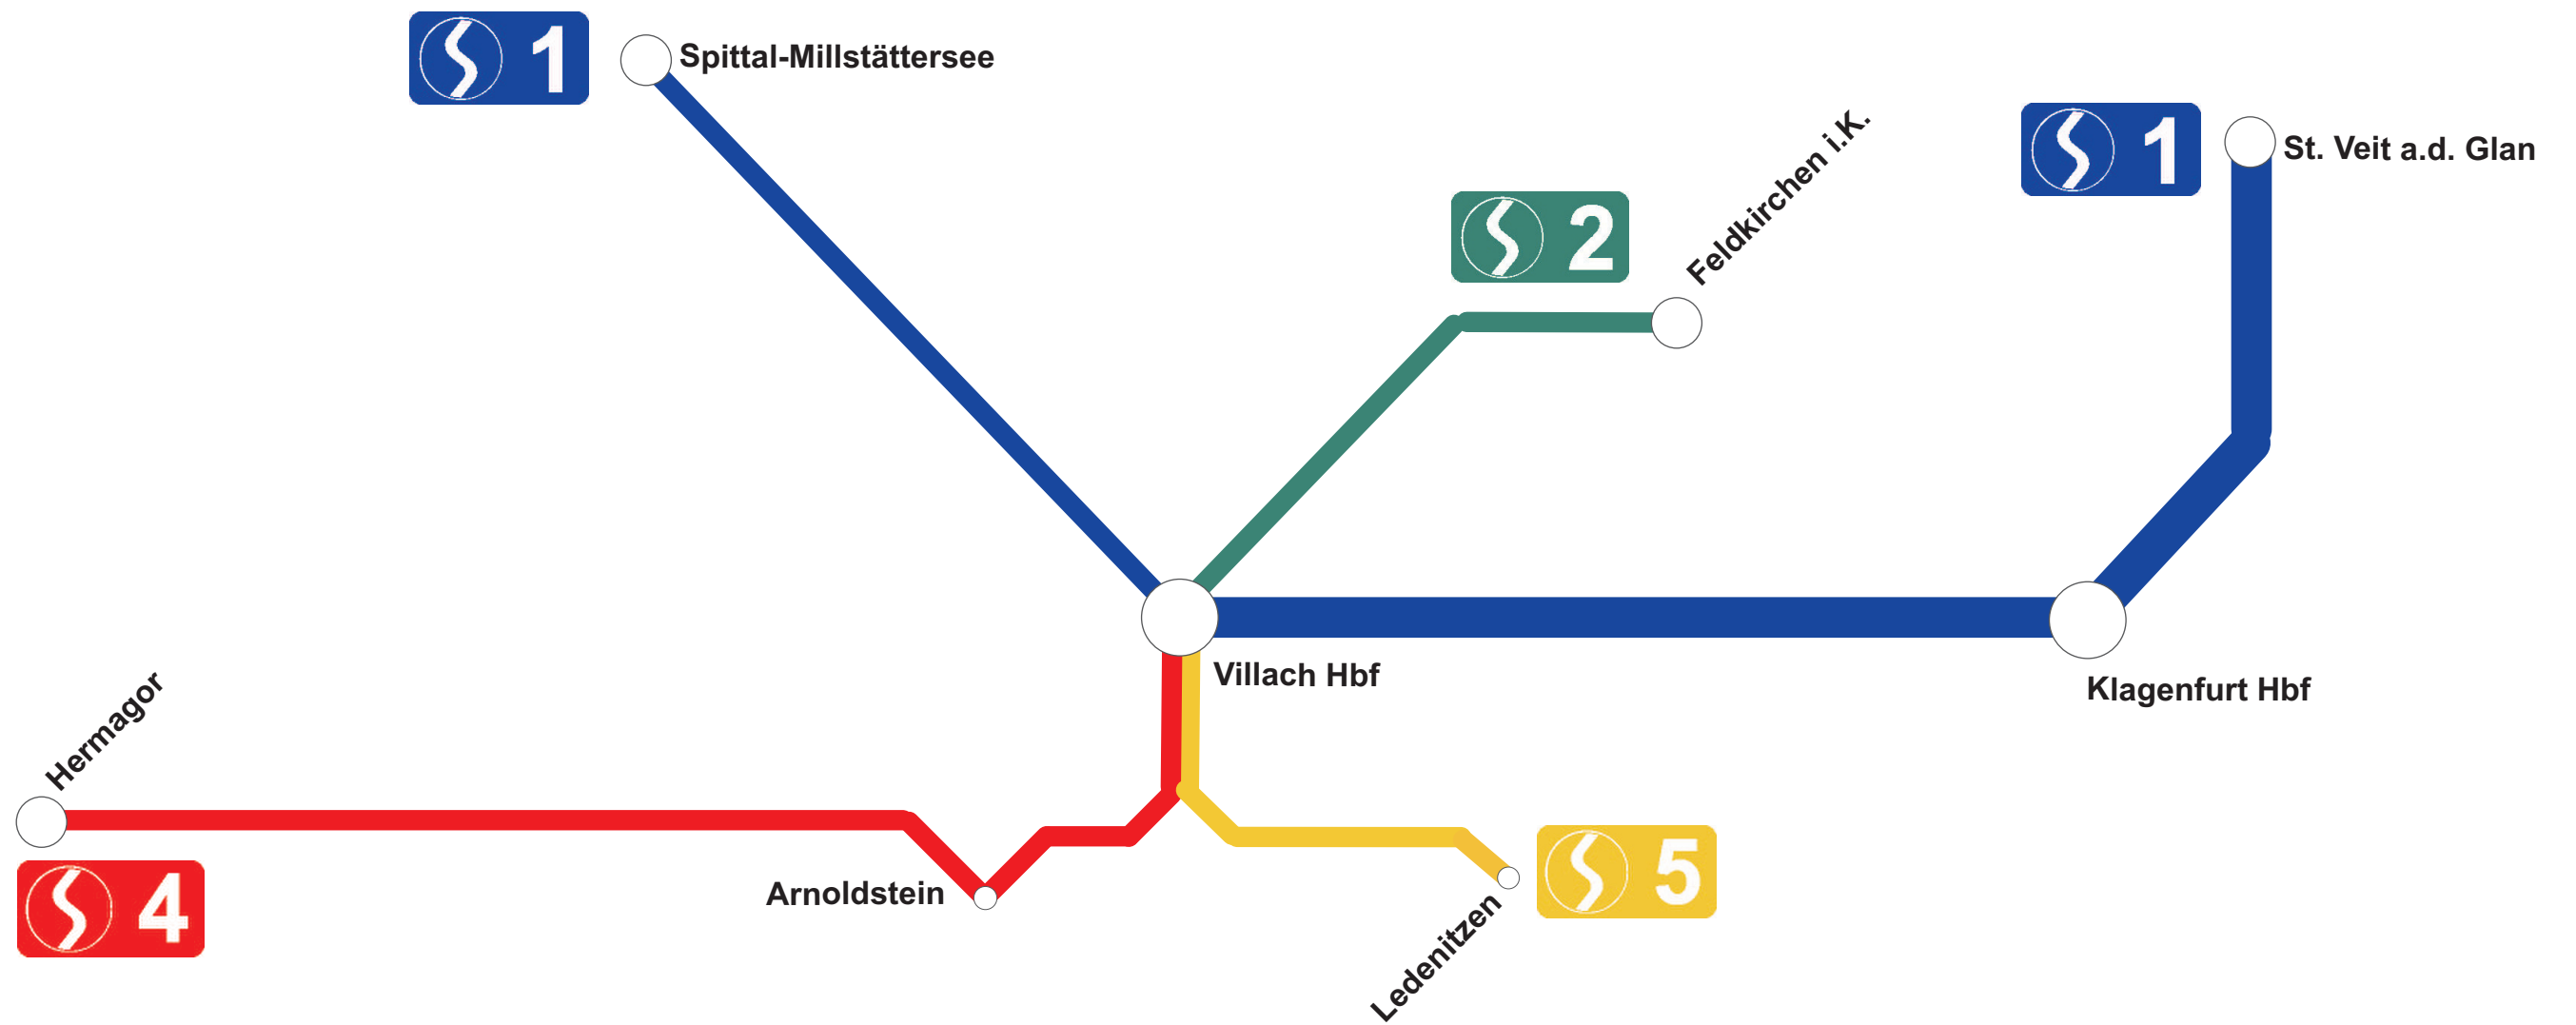 1
Spittal-Millstättersee
1
St. Veit a.d. Glan
2
Feldkirchen i.K.
Villach Hbf
Klagenfurt Hbf
Hermagor
4
Arnoldstein
Ledenitzen
5